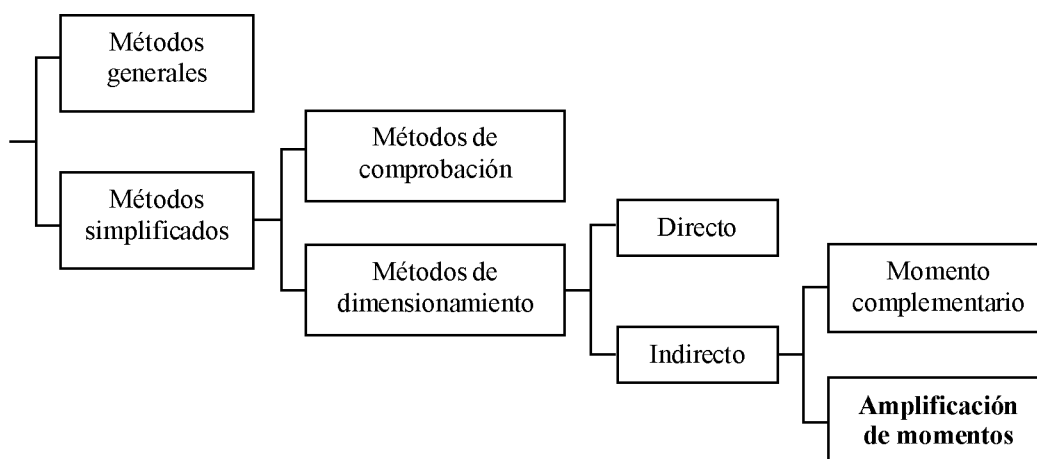 Métodos
generales
Métodos
simplificados
Métodos de
comprobación
Métodos de
dimensionamiento
Directo
Indirecto
Momento
complementario
Amplificación
de momentos